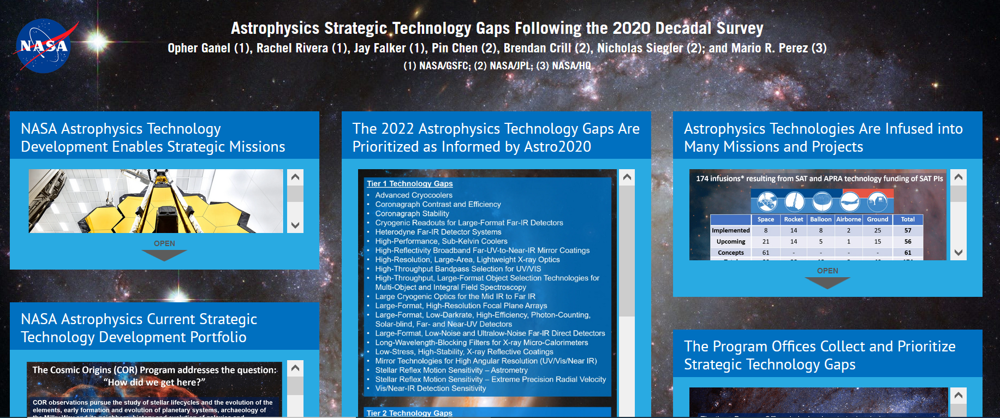 NASA
Astrophysics Strategic Technology Gaps Following the 2020 Decadal Survey
Opher Ganel (1), Rachel Rivera (1), Jay Falker (1), Pin Chen (2), Brendan Crill (2), Nicholas Siegler (2); and Mario R. Perez (3)
(1) NASA/GSFC; (2) NASA/JPL; (3) NASA/HQ
NASA Astrophysics Technology
Development Enables Strategic Missions
OPEN
NASA Astrophysics Current Strategic
Technology Development Portfolio
The Cosmic Origins (COR) Program addresses the question:
“How did we get here?”
COR observations pursue the study of stellar lifecycles and the evolution of the
elements, early formation and evolution of planetary systems, archaeology of
The 2022 Astrophysics Technology Gaps Are
Prioritized as Informed by Astro2020
Tier 1 Technology Gaps
• Advanced Cryocoolers
• Coronagraph Contrast and Efficiency
• Coronagraph Stability
• Cryogenic Readouts for Large-Format Far-IR Detectors
• Heterodyne Far-IR Detector Systems
• High-Performance, Sub-Kelvin Coolers
• High-Reflectivity Broadband Far-UV-to-Near-IR Mirror Coatings
• High-Resolution, Large-Area, Lightweight X-ray Optics
• High-Throughput Bandpass Selection for UV/VIS
• High-Throughput, Large-Format Object Selection Technologies for
Multi-Object and Integral Field Spectroscopy
• Large Cryogenic Optics for the Mid IR to Far IR
• Large-Format, High-Resolution Focal Plane Arrays
• Large-Format, Low-Darkrate, High-Efficiency, Photon-Counting,
Solar-blind, Far- and Near-UV Detectors
• Large-Format, Low-Noise and Ultralow-Noise Far-IR Direct Detectors
• Long-Wavelength-Blocking Filters for X-ray Micro-Calorimeters
• Low-Stress, High-Stability, X-ray Reflective Coatings
• Mirror Technologies for High Angular Resolution (UV/Vis/Near IR)
• Stellar Reflex Motion Sensitivity – Astrometry
• Stellar Reflex Motion Sensitivity – Extreme Precision Radial Velocity
• Vis/Near-IR Detection Sensitivity
Tier 2 Technology Gaps
Astrophysics Technologies Are Infused into
Many Missions and Projects
174 infusions* resulting from SAT and APRA technology funding of SAT PIs
Space Rocket Balloon Airborne Ground Total
Implemented 8 14 8 2 25 57
Upcoming 21 14 5 1 15 56
Concepts 61 - - - - 61
OPEN
The Program Offices Collect and Prioritize
Strategic Technology Gaps